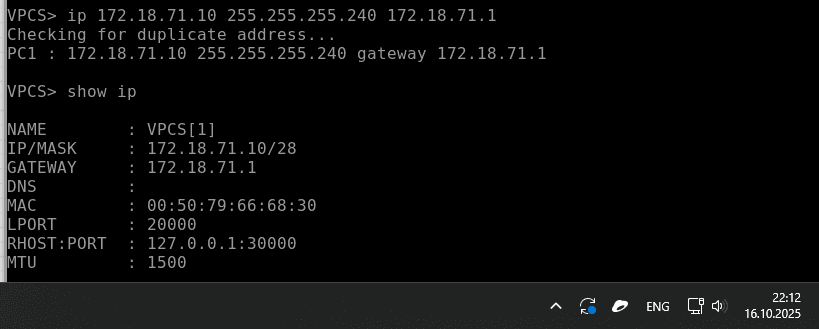 VPCS> ip 172.18.71.10 255.255.255.240 172.18.71.1
Checking for duplicate address...
PC1 : 172.18.71.10 255.255.255.240 gateway 172.18.71.1
VPCS> show ip
NAME        : VPCS[1]
IP/MASK     : 172.18.71.10/28
GATEWAY     : 172.18.71.1
DNS         :
MAC         : 00:50:79:66:68:30
LPORT       : 20000
RHOST:PORT  : 127.0.0.1:30000
MTU         : 1500
ENG
22:12
16.10.2025